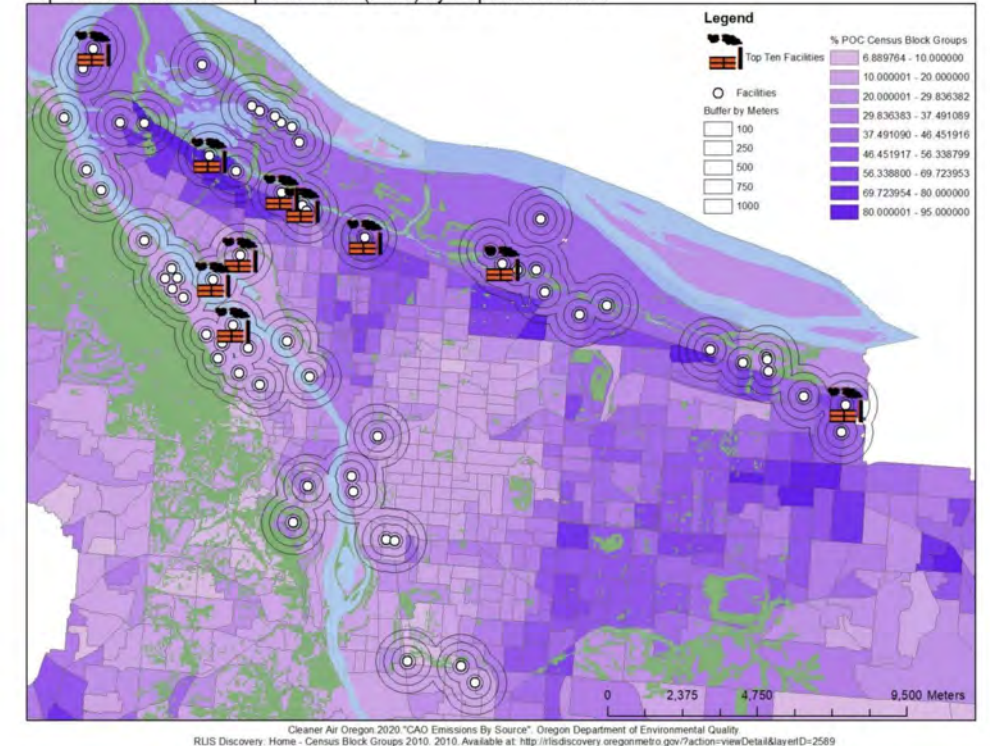 Legend
Top Ten Facilities
Facilities
Buffer by Meters
100
250
500
750
1000
% POC Census Block Groups
6.889764 - 10.000000
10.000001 - 20.000000
20.000001 - 29.836382
29.836383 - 37.491089
37.491090 - 46.451916
46.451917 - 56.338799
56.338800 - 69.723953
69.723954 - 80.000000
80.000001 - 95.000000
0 2,375 4,750 9,500 Meters
Cleaner Air Oregon.2020."CAO Emissions By Source". Oregon Department of Environmental Quality
RLIS Discovery: Home - Census Block Groups 2010. 2010. Available at: http://rlisdiscovery.oregonmetro.gov/?action=viewDetail&layerID=2589